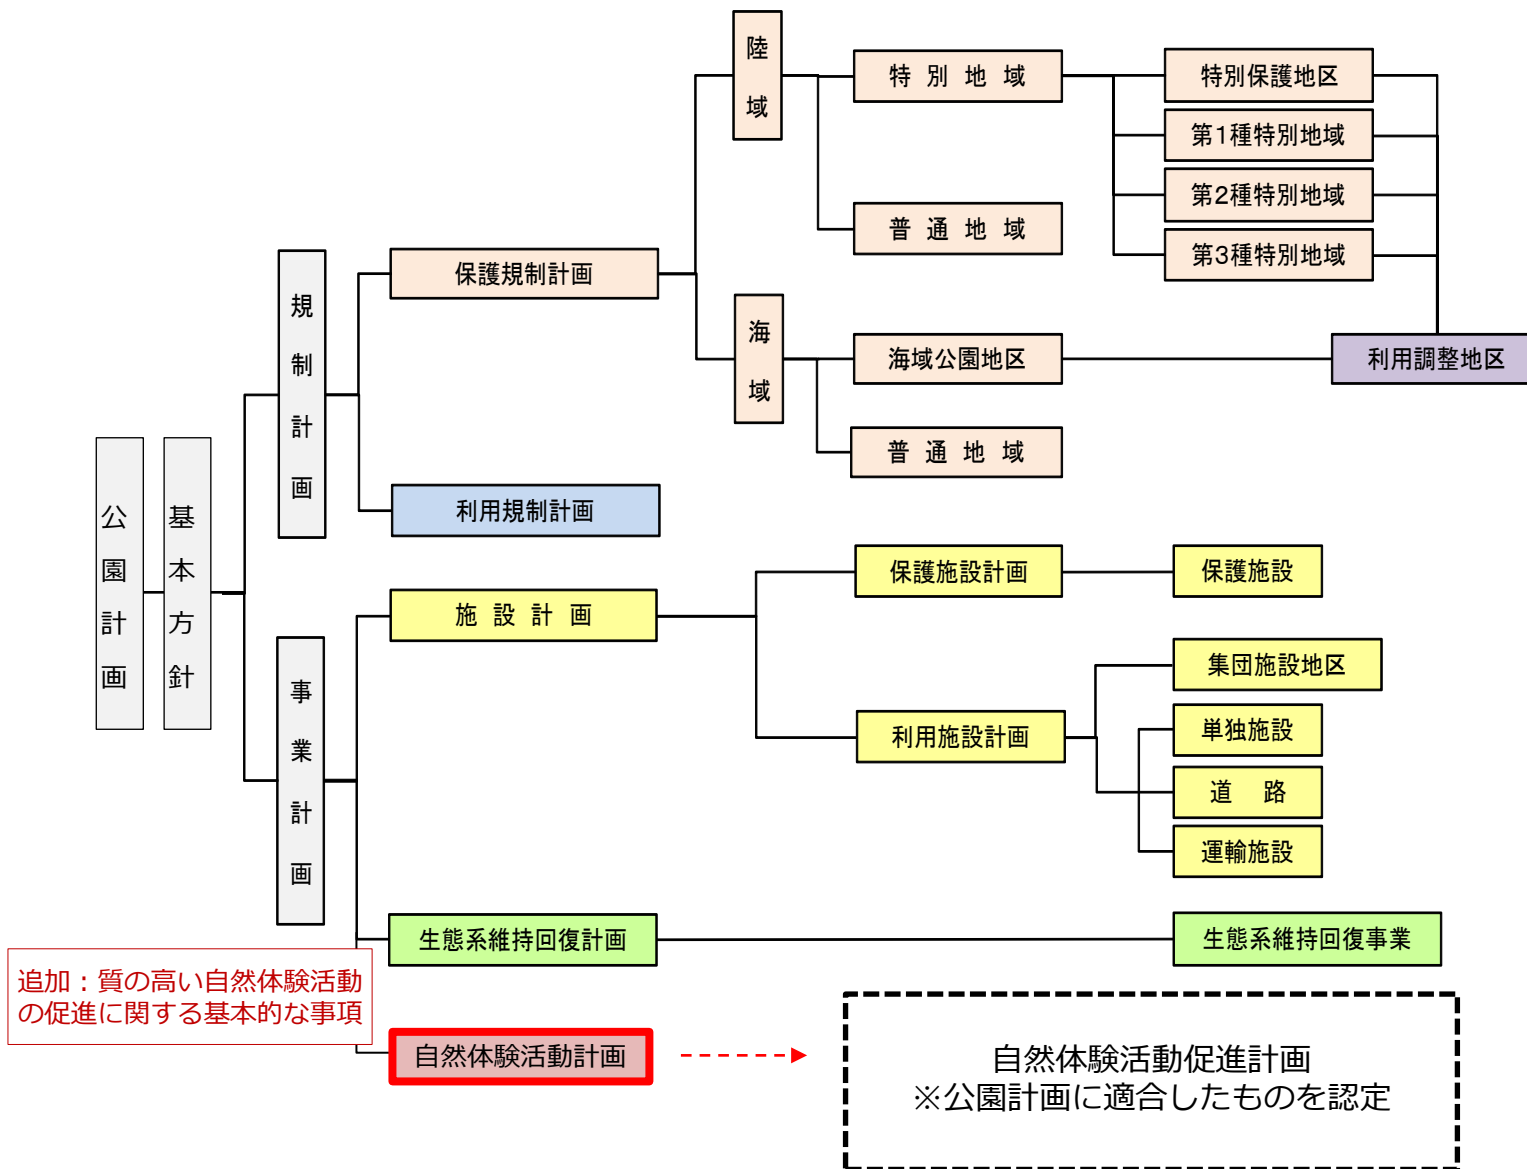 公園計画
基本方針
規制計画
事業計画
保護規制計画
利用規制計画
陸域
海域
特別地域
普通地域
海域公園地区
普通地域
特別保護地区
第1種特別地域
第2種特別地域
第3種特別地域
利用調整地区
施設計画
保護施設計画
保護施設
利用施設計画
集団施設地区
単独施設
道路
運輸施設
生態系維持回復計画
生態系維持回復事業
追加：質の高い自然体験活動
の促進に関する基本的な事項
自然体験活動計画
自然体験活動促進計画
※公園計画に適合したものを認定